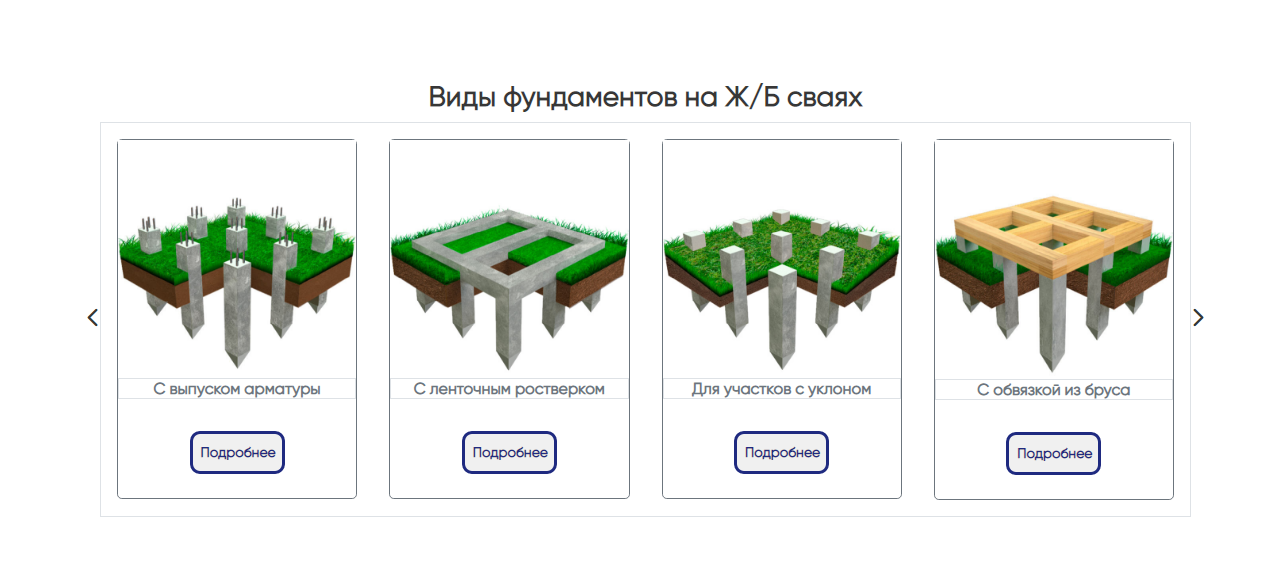 Виды фундаментов на Ж/Б сваях
С выпуском арматуры
С ленточным ростверком
Для участков с уклоном
С обвязкой из бруса
Подробнее
Подробнее
Подробнее
Подробнее